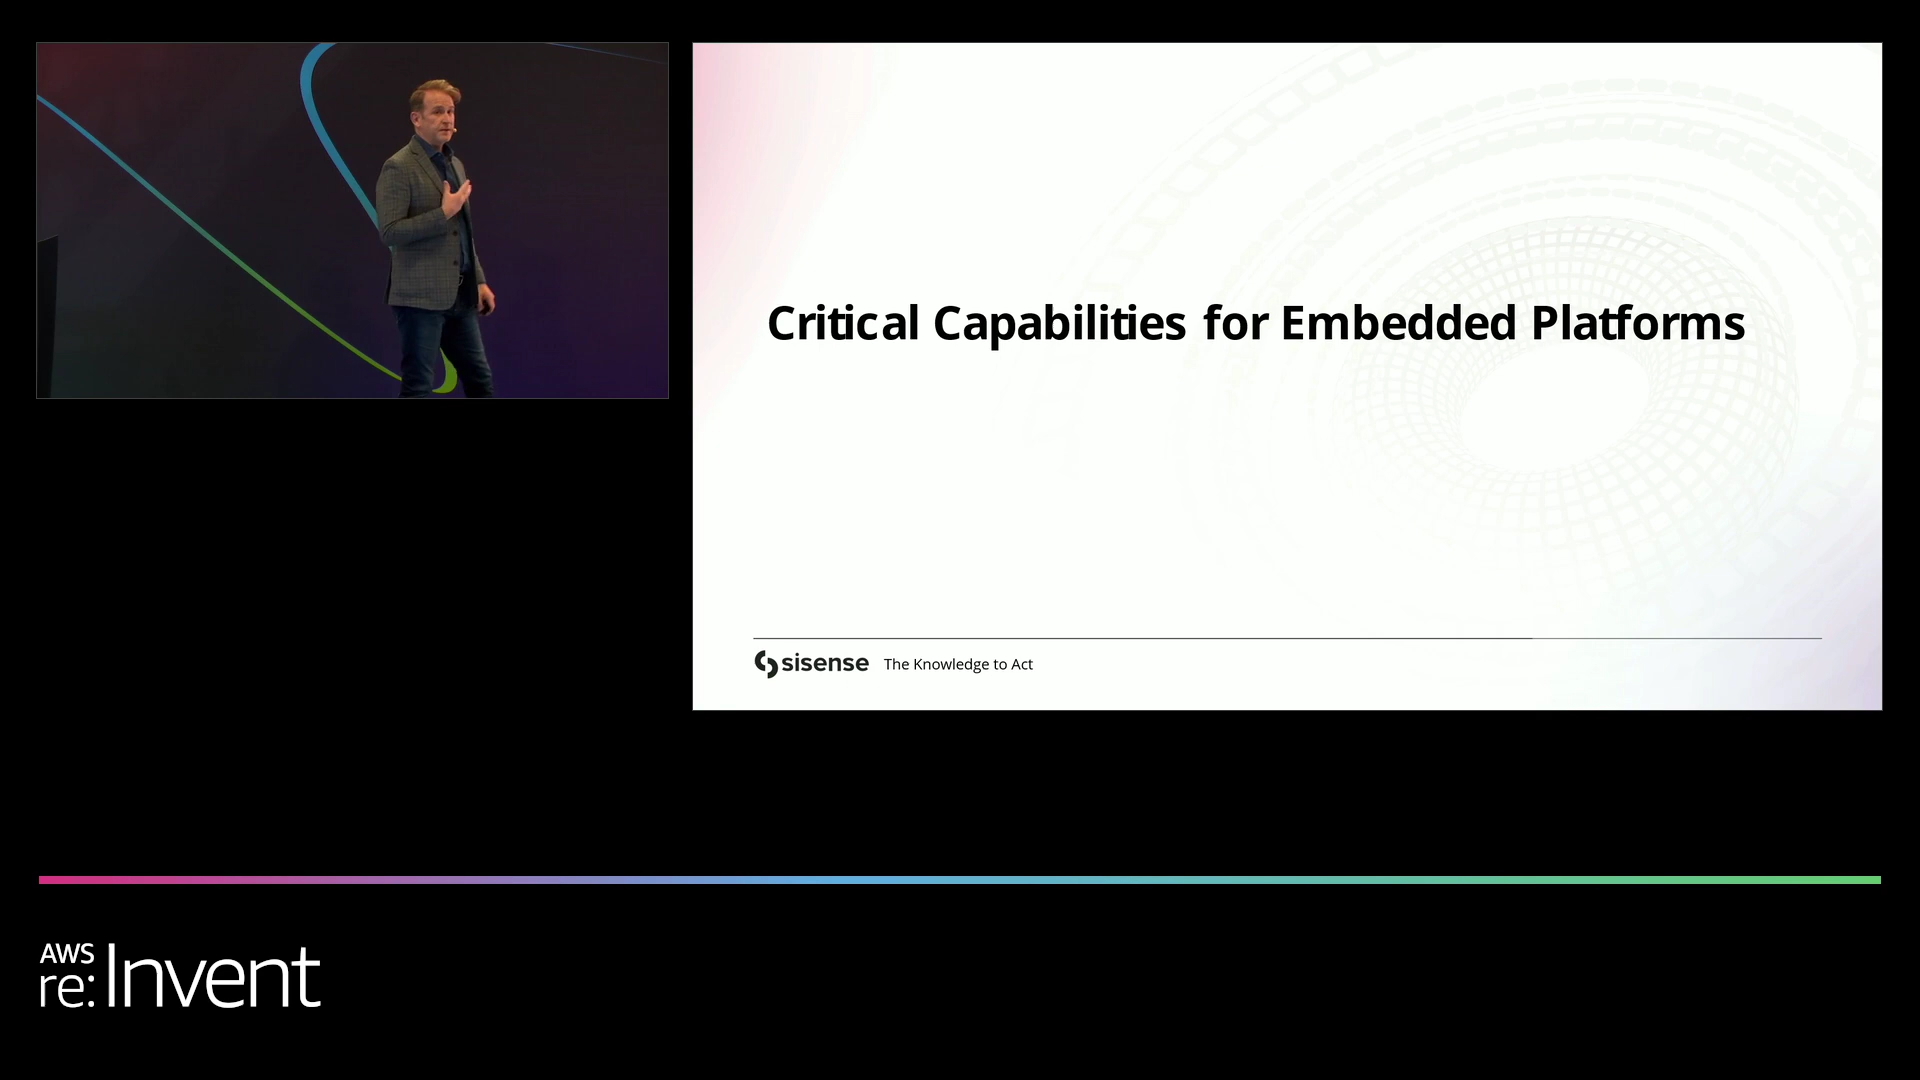 Critical Capabilities for Embedded Platforms
sisense The Knowledge to Act
AWS
re:Invent